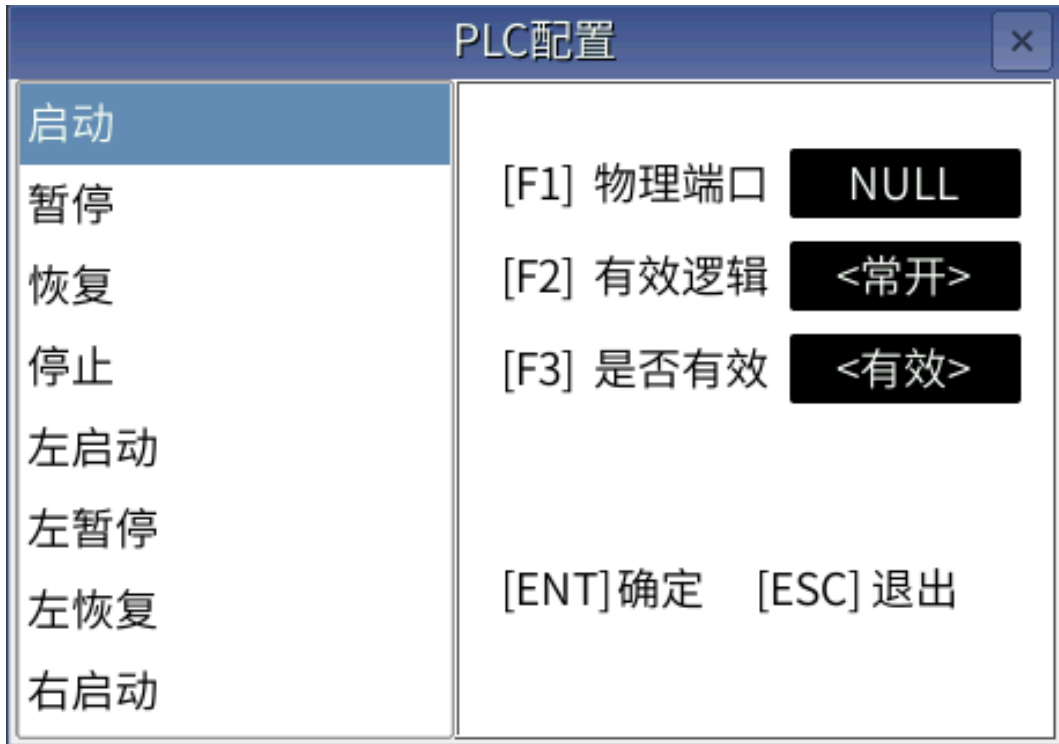 PLC配置
×
启动
暂停
恢复
停止
左启动
左暂停
左恢复
右启动
[F1] 物理端口 NULL
[F2] 有效逻辑 <常开>
[F3] 是否有效 <有效>
[ENT]确定 [ESC] 退出